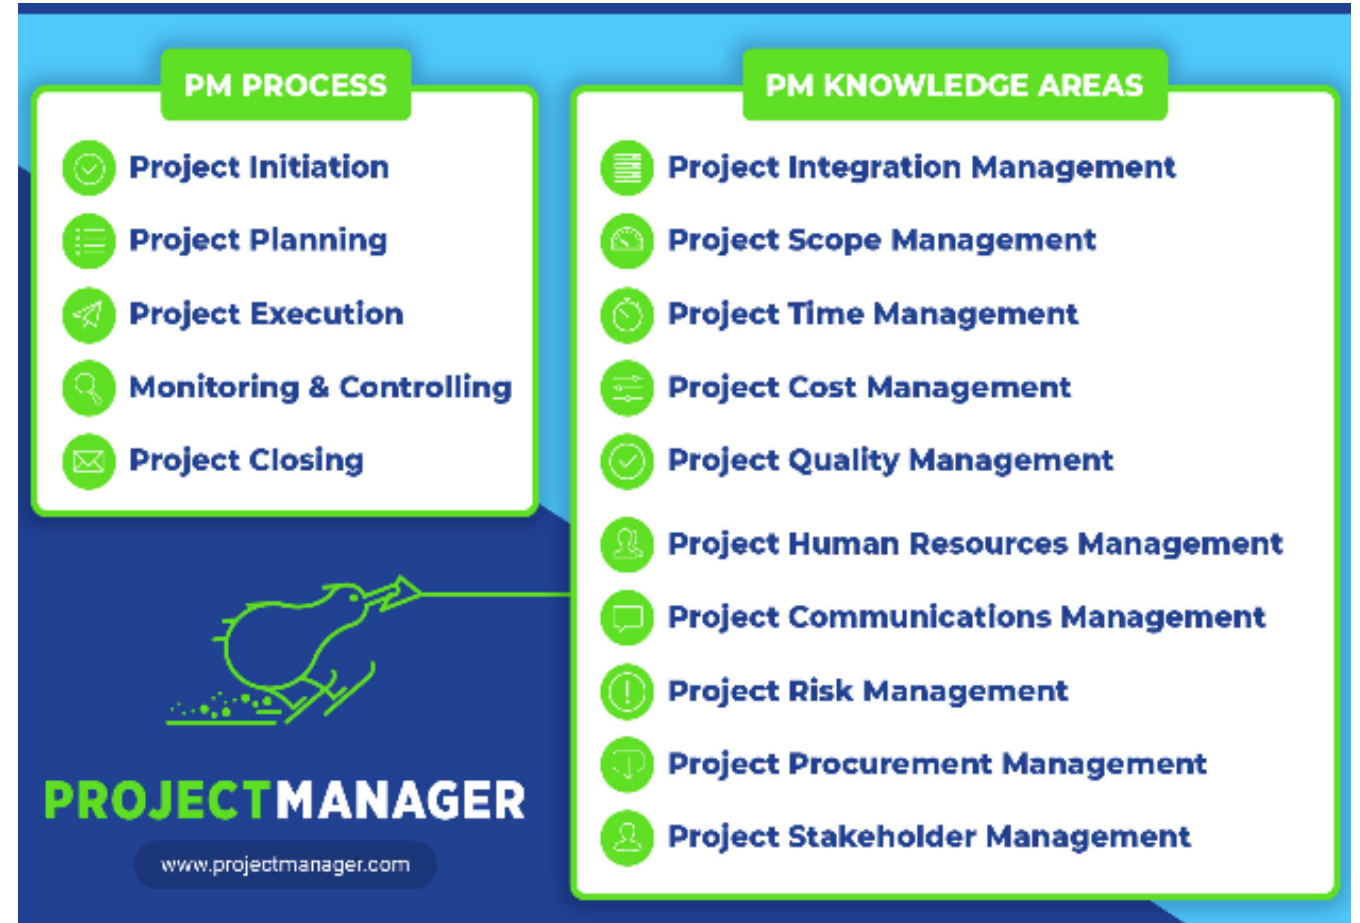 PM PROCESS
Project Initiation
Project Planning
Project Execution
Monitoring & Controlling
Project Closing
PM KNOWLEDGE AREAS
Project Integration Management
Project Scope Management
Project Time Management
Project Cost Management
Project Quality Management
Project Human Resources Management
Project Communications Management
Project Risk Management
Project Procurement Management
Project Stakeholder Management
PROJECTMANAGER
www.projectmanager.com